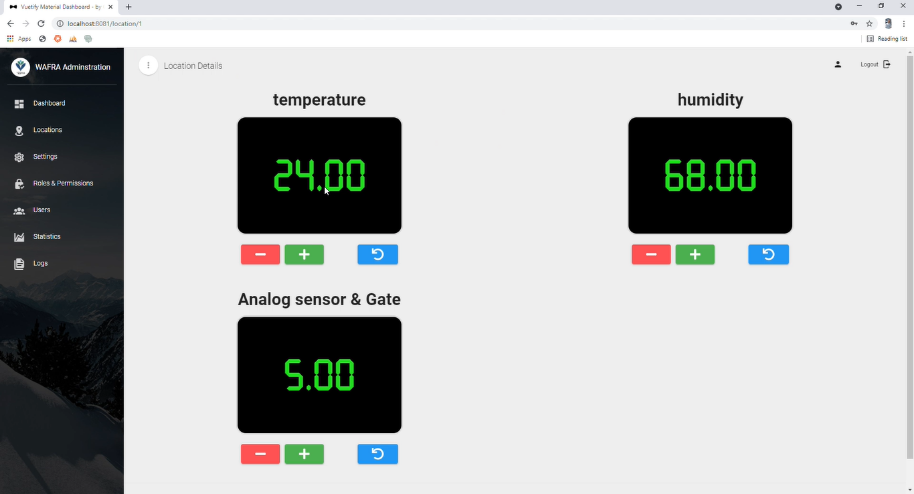 Vuetify Material Dashboard - by
localhost:8081/location/1
Apps
Reading list
WAFRA Adminstration
Location Details
Logout
Dashboard
Locations
Settings
Roles & Permissions
Users
Statistics
Logs
temperature
humidity
24.00
68.00
Analog sensor & Gate
5.00